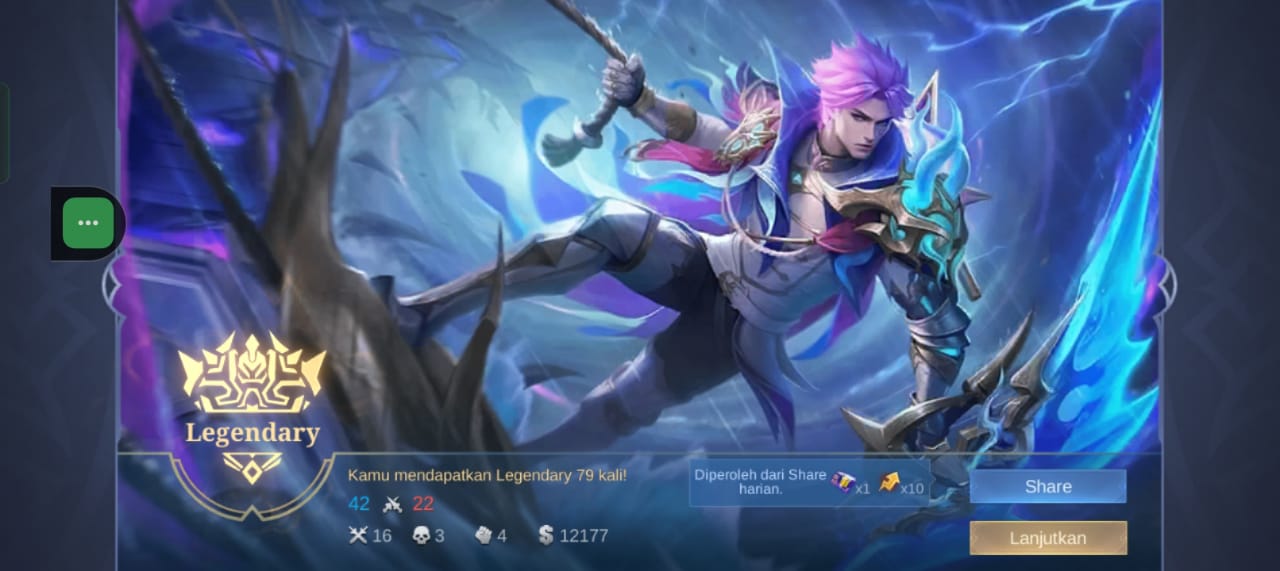 Legendary
Kamu mendapatkan Legendary 79 kali!
42 22
16 3 4 12177
Diperoleh dari Share
harian.
x1 x10
Share
Lanjutkan